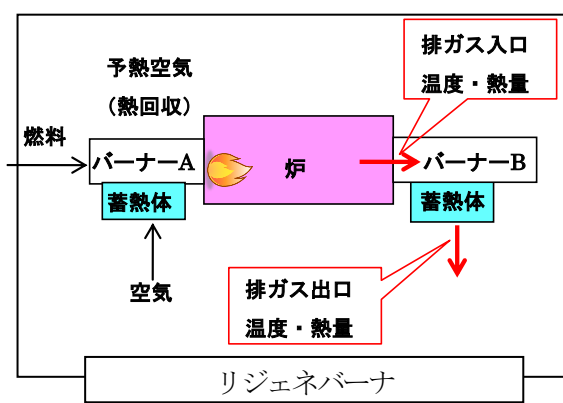 排ガス入口
温度・熱量
予熱空気
（熱回収）
燃料
バーナーA
炉
バーナーB
蓄熱体
蓄熱体
空気
排ガス出口
温度・熱量
リジェネバーナ